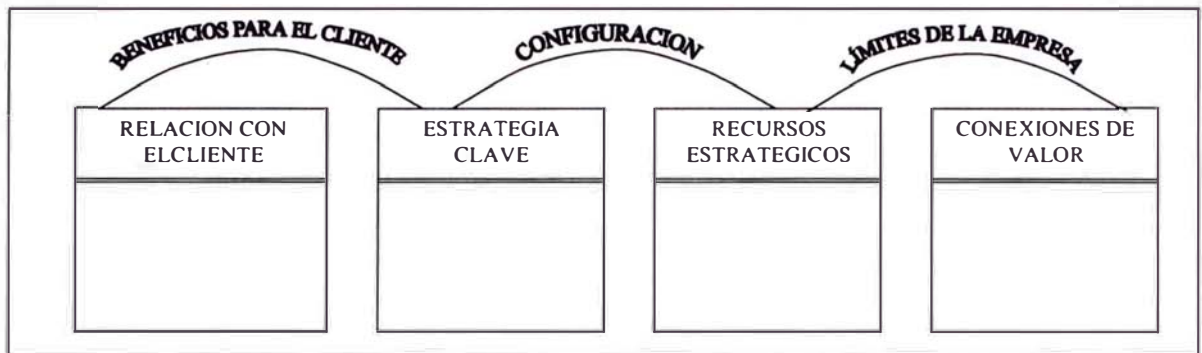 BENEFICIOS PARA EL CLIENTE
CONFIGURACION
LÍMITES DE LA EMPRESA
RELACION CON
ELCLIENTE
ESTRATEGIA
CLAVE
RECURSOS
ESTRATEGICOS
CONEXIONES DE
VALOR